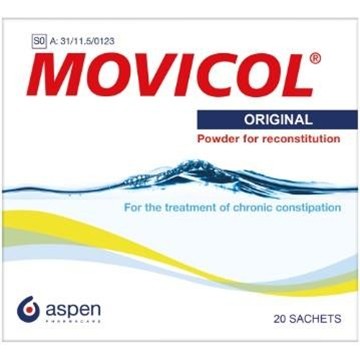 S0 A: 31/11.5/0123
MOVICOL®
ORIGINAL
Powder for reconstitution
For the treatment of chronic constipation
aspen
PHARMACARE
20 SACHETS